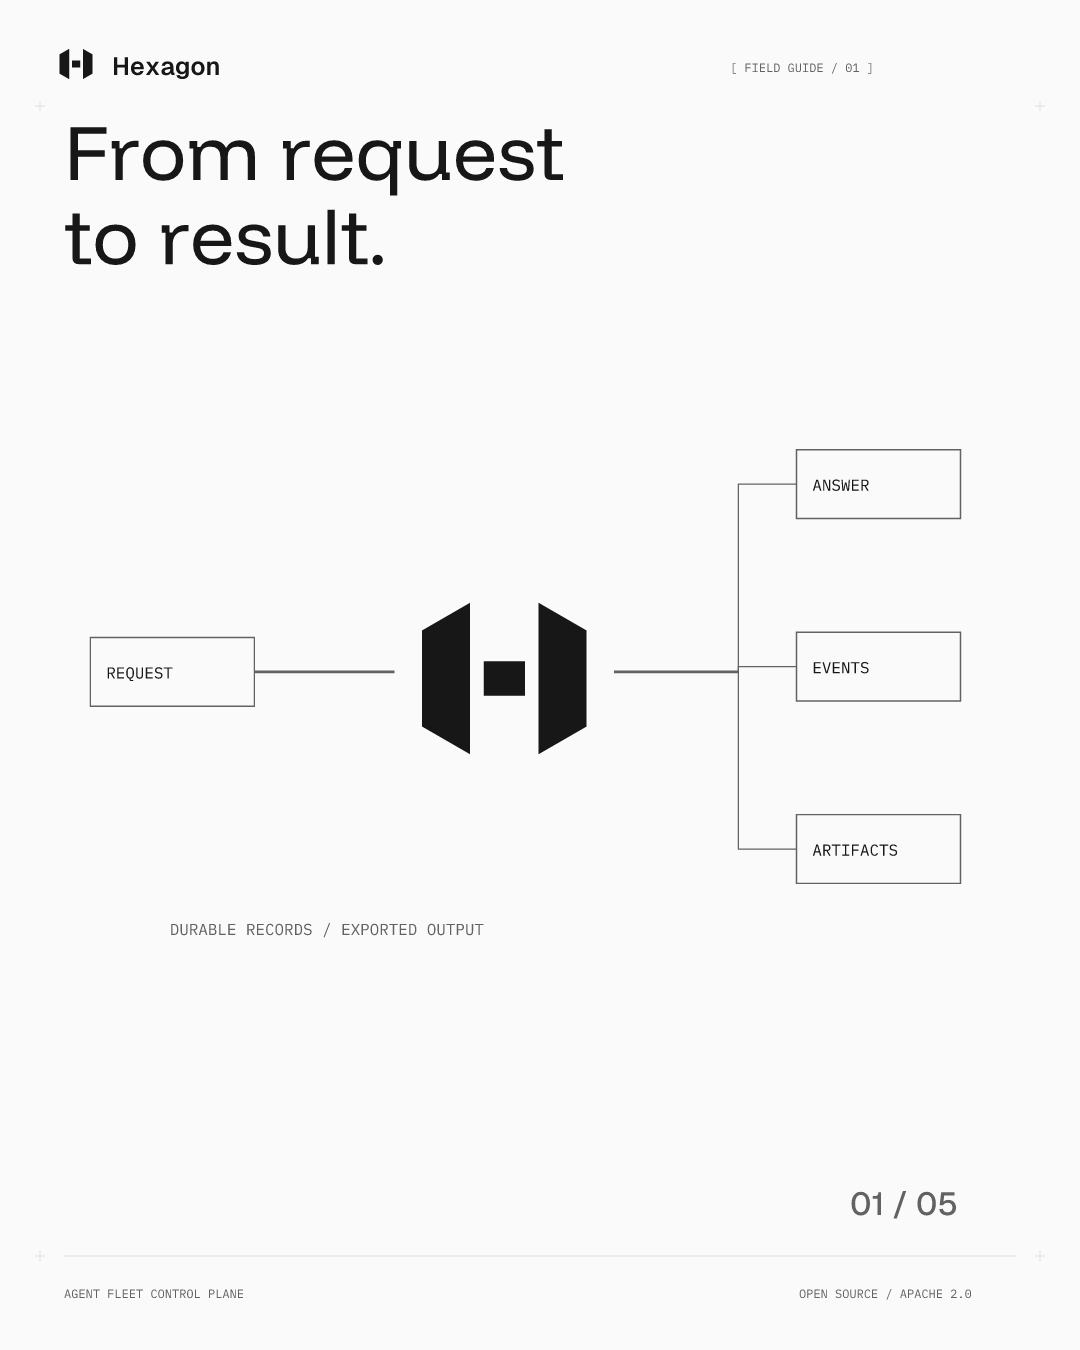 Hexagon
[ FIELD GUIDE / 01 ]
From request
to result.
ANSWER
REQUEST
EVENTS
ARTIFACTS
DURABLE RECORDS / EXPORTED OUTPUT
01 / 05
AGENT FLEET CONTROL PLANE
OPEN SOURCE / APACHE 2.0